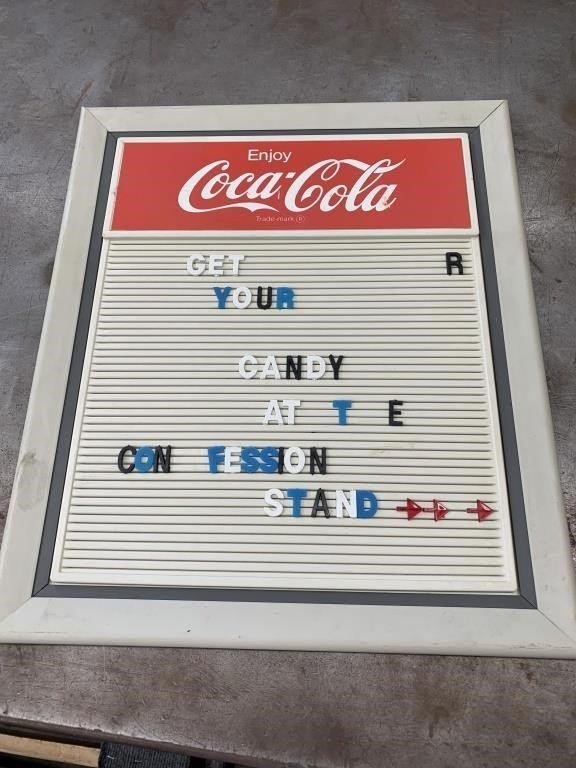 Enjoy
Coca-Cola
Trade-mark ®
GET R
YOUR
CANDY
AT T E
CON FESSION
STAND